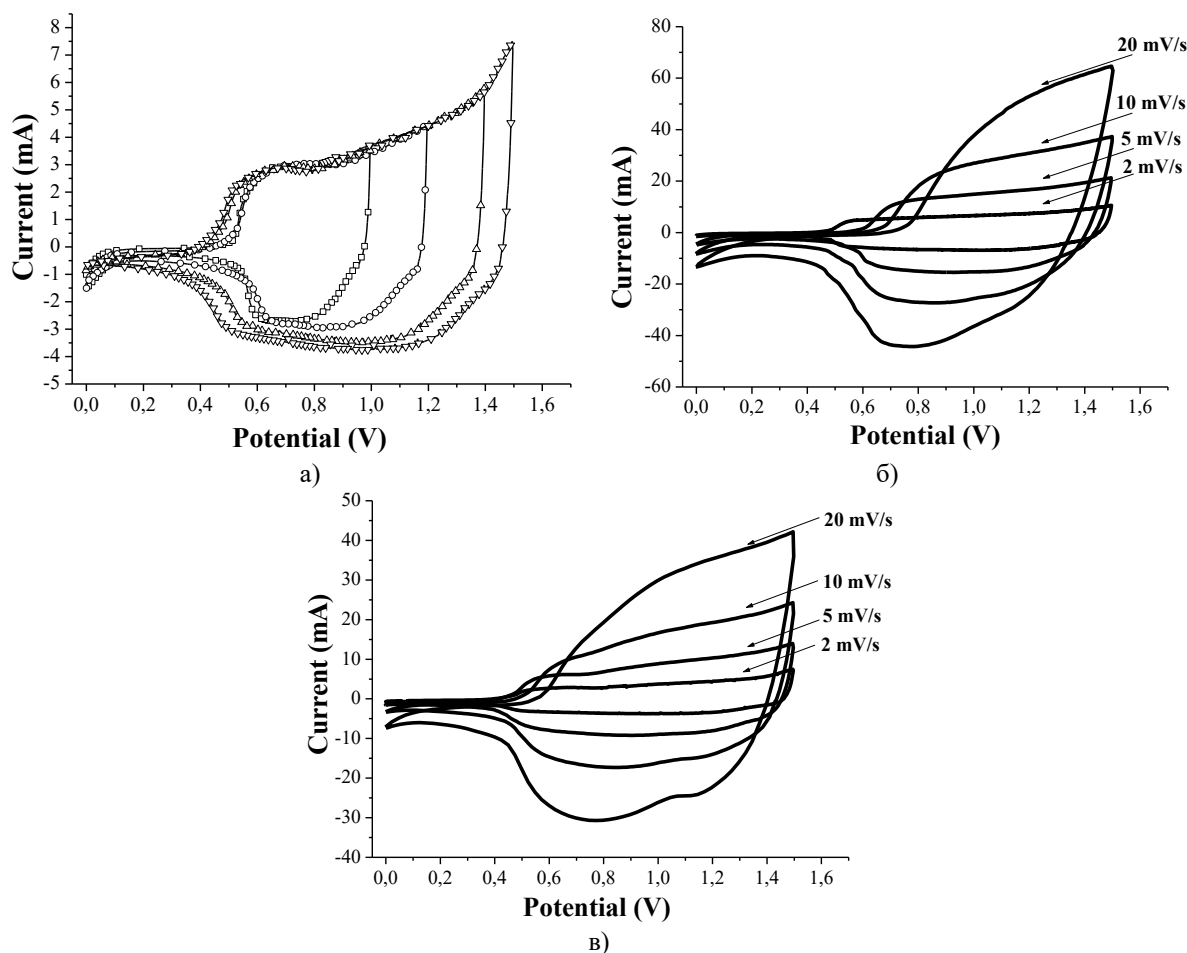 8
7
6
5
4
3
2
1
0
-1
-2
-3
-4
-5
Current (mA)
0,0 0,2 0,4 0,6 0,8 1,0 1,2 1,4 1,6
Potential (V)
а)
80
60
40
20
0
-20
-40
-60
Current (mA)
20 mV/s
10 mV/s
5 mV/s
2 mV/s
0,0 0,2 0,4 0,6 0,8 1,0 1,2 1,4 1,6
Potential (V)
б)
50
40
30
20
10
0
-10
-20
-30
-40
Current (mA)
20 mV/s
10 mV/s
5 mV/s
2 mV/s
0,0 0,2 0,4 0,6 0,8 1,0 1,2 1,4 1,6
Potential (V)
в)